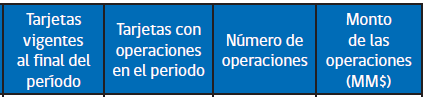 Tarjetas
vigentes
al final del
período
Tarjetas con
operaciones
en el periodo
Número de
operaciones
Monto
de las
operaciones
(MM$)